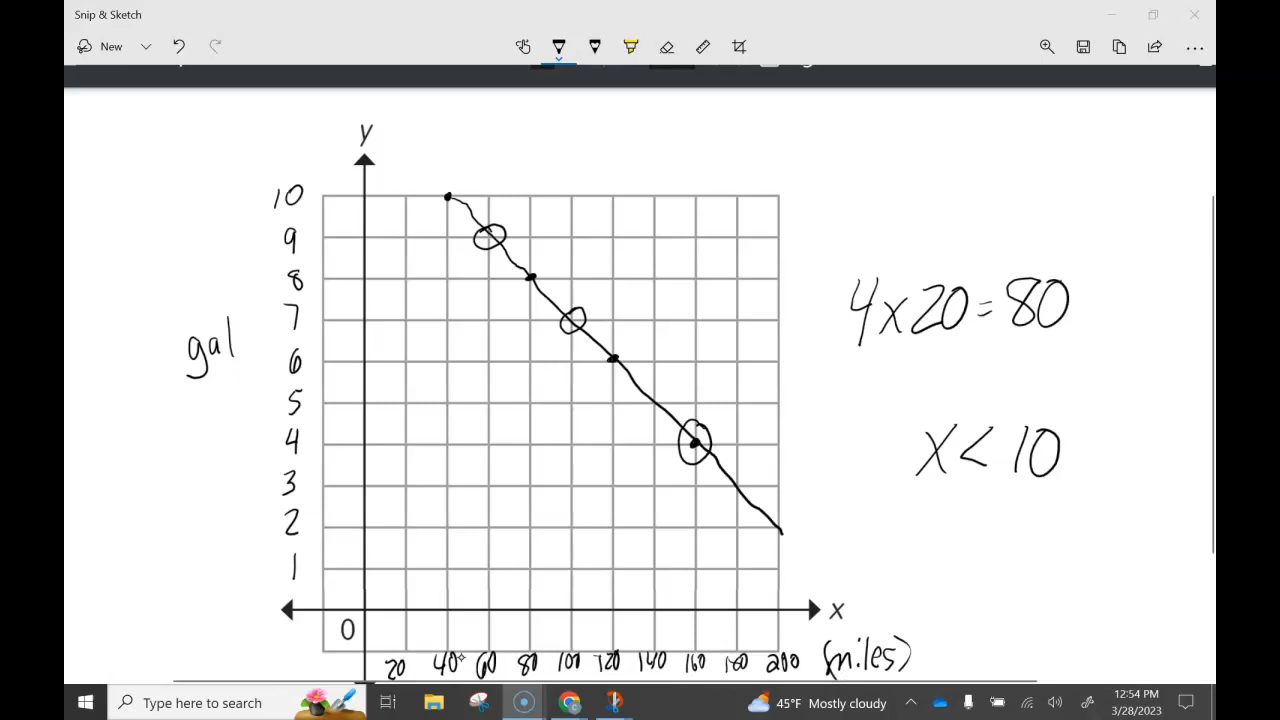 Snip & Sketch
New
y
10
9
8
7
gal
6
5
4
3
2
1
4x20=80
x<10
0
x
20 40 60 80 100 120 140 160 180 200 (miles)
Type here to search
45°F Mostly cloudy
12:54 PM
3/28/2023